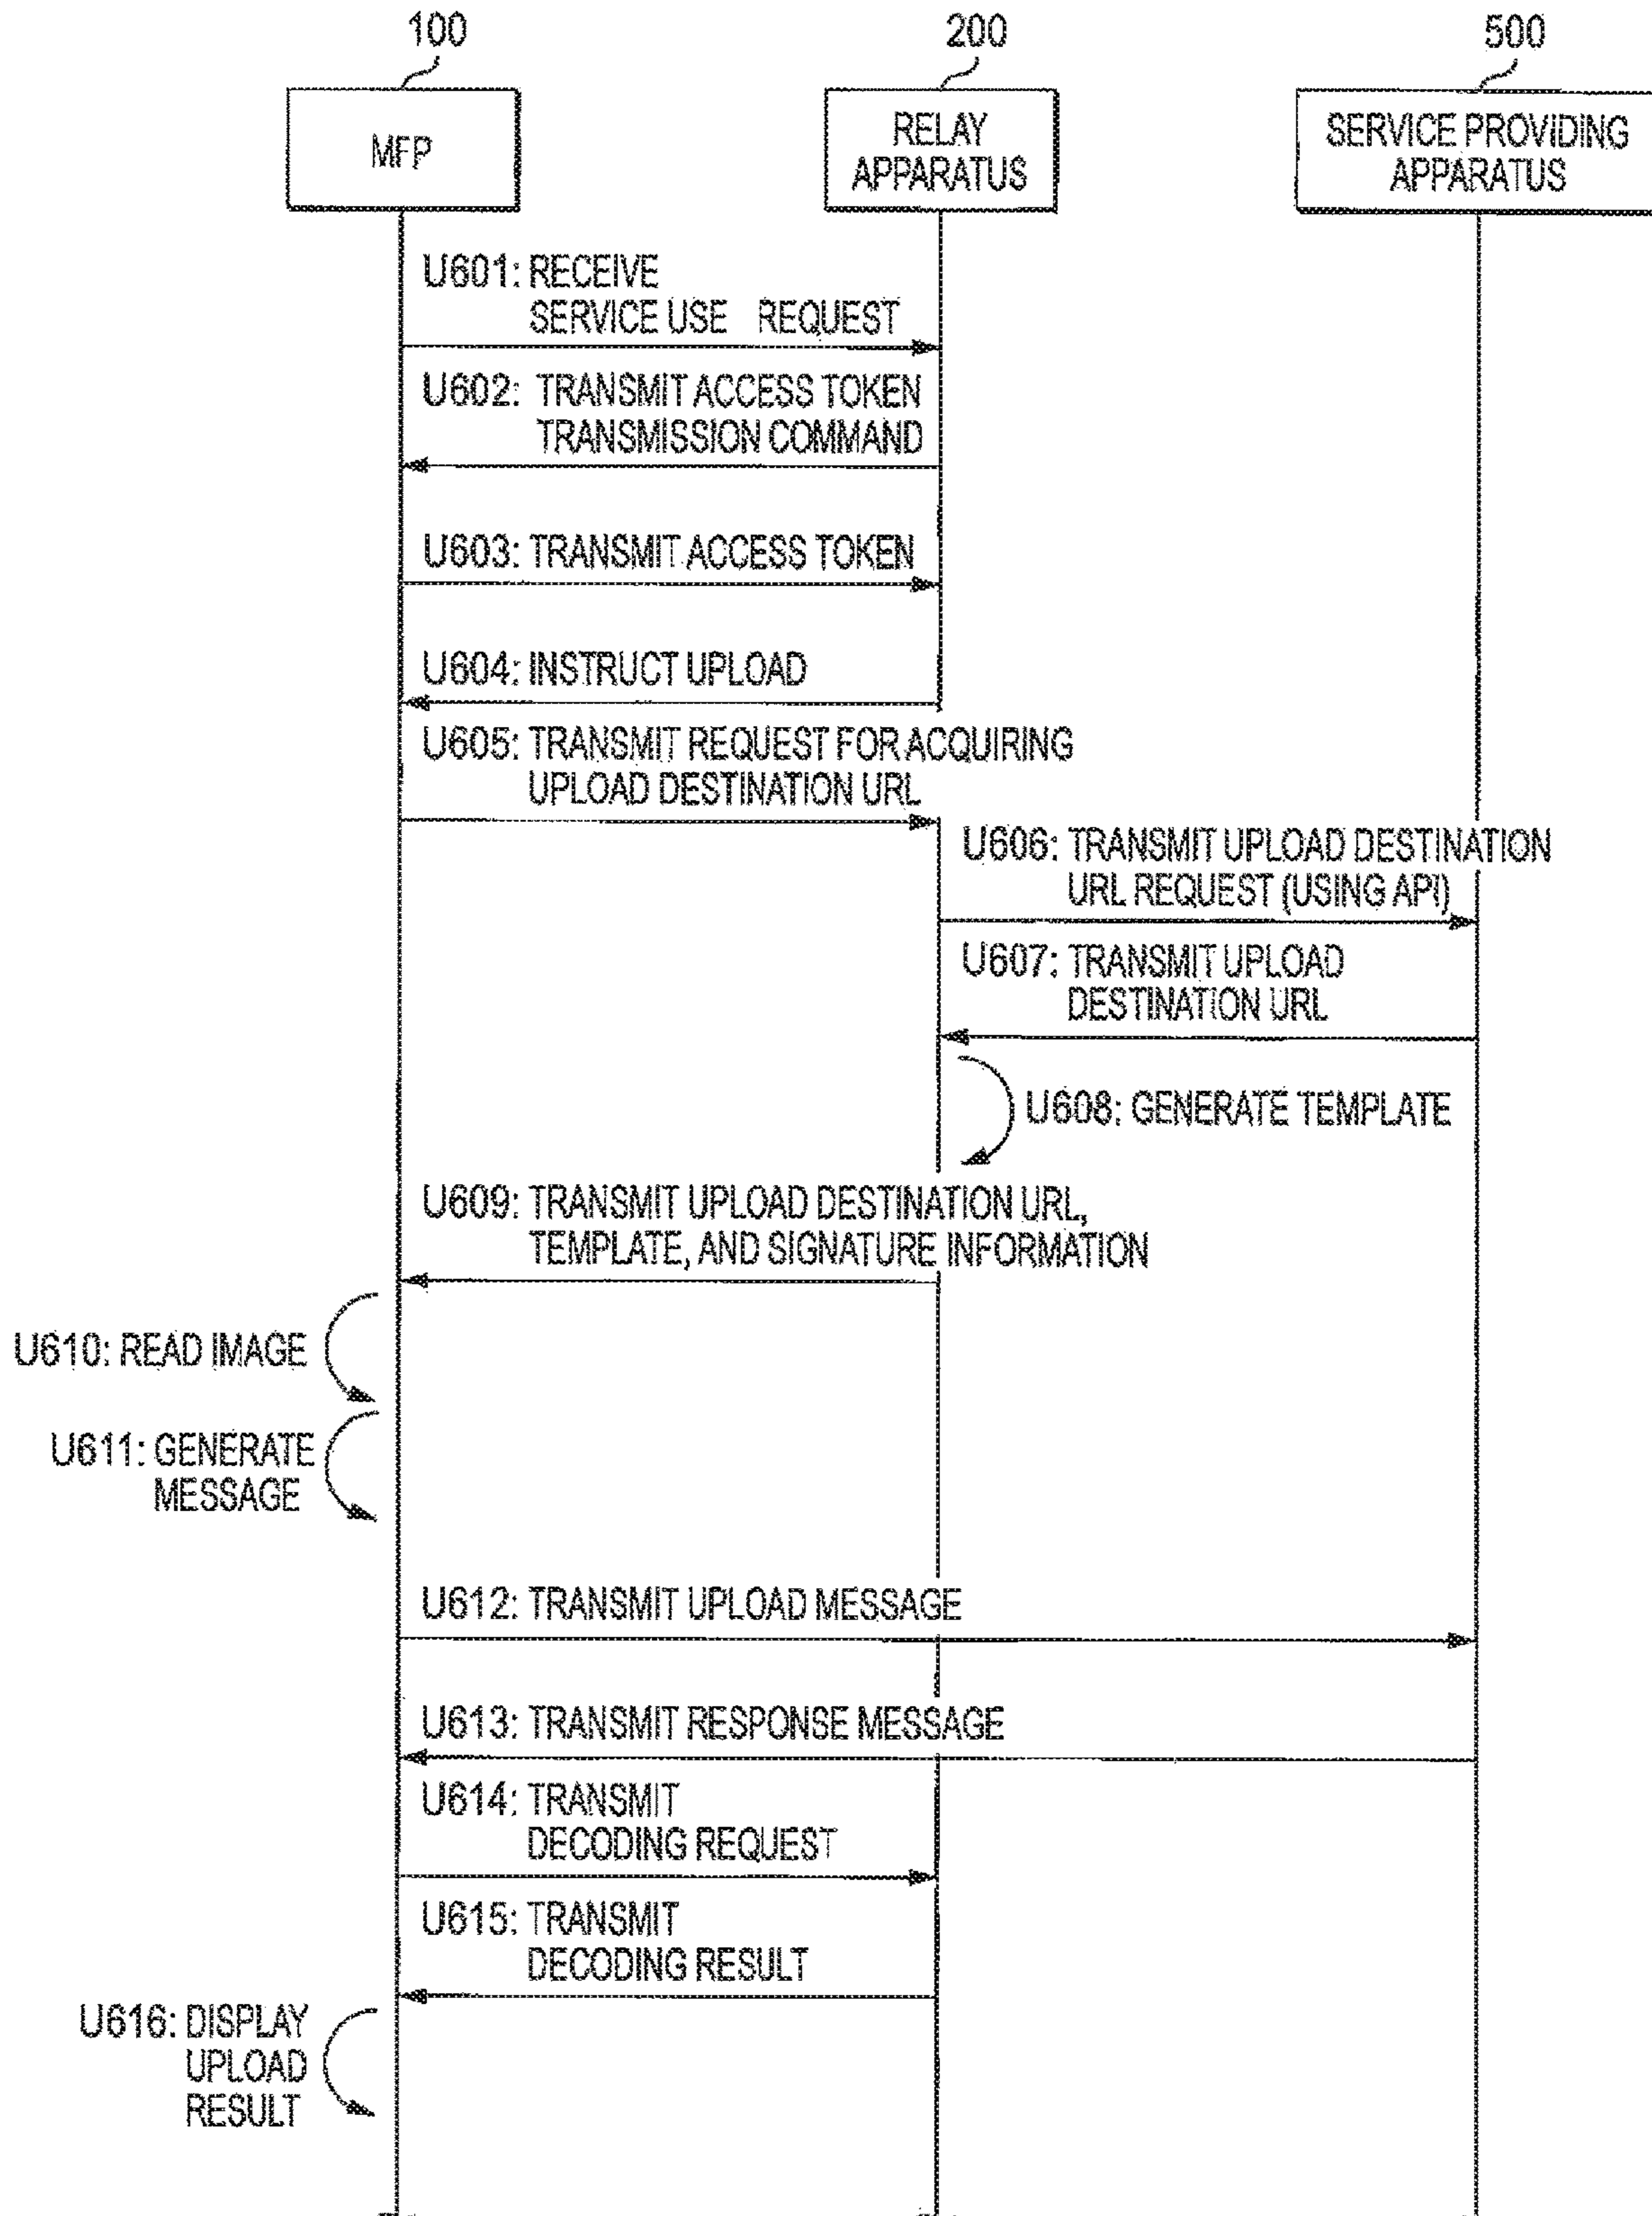 100
200
500
MFP
RELAY
APPARATUS
SERVICE PROVIDING
APPARATUS
U601: RECEIVE
SERVICE USE REQUEST
U602: TRANSMIT ACCESS TOKEN
TRANSMISSION COMMAND
U603: TRANSMIT ACCESS TOKEN
U604: INSTRUCT UPLOAD
U605: TRANSMIT REQUEST FOR ACQUIRING
UPLOAD DESTINATION URL
U606: TRANSMIT UPLOAD DESTINATION
URL REQUEST (USING API)
U607: TRANSMIT UPLOAD
DESTINATION URL
U608: GENERATE TEMPLATE
U609: TRANSMIT UPLOAD DESTINATION URL,
TEMPLATE, AND SIGNATURE INFORMATION
U610: READ IMAGE
U611: GENERATE
MESSAGE
U612: TRANSMIT UPLOAD MESSAGE
U613: TRANSMIT RESPONSE MESSAGE
U614: TRANSMIT
DECODING REQUEST
U615: TRANSMIT
DECODING RESULT
U616: DISPLAY
UPLOAD
RESULT